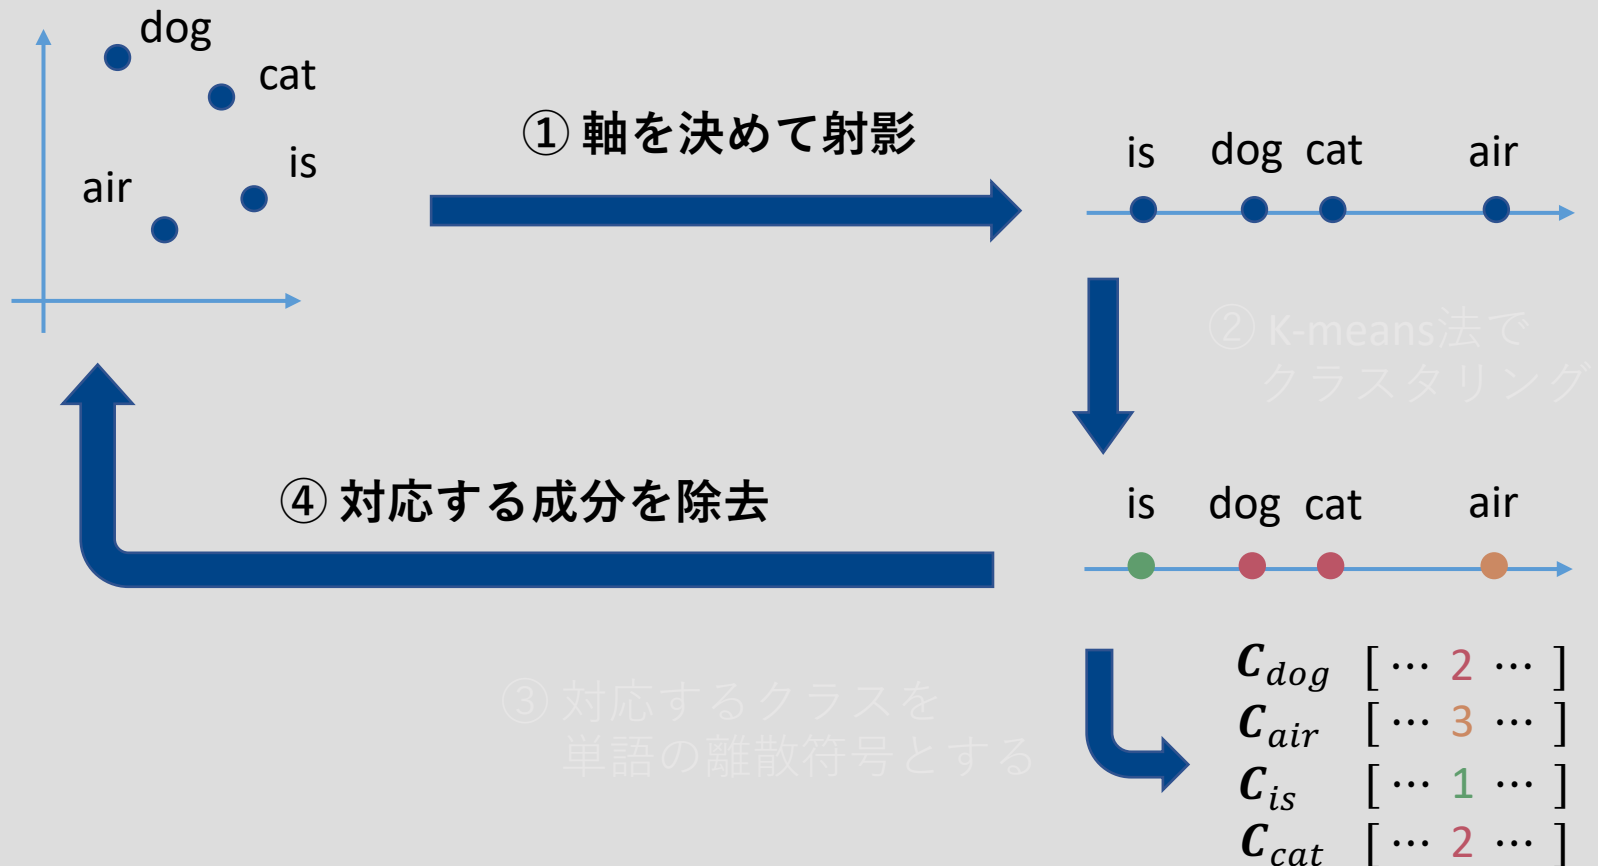 dog
cat
is
air
① 軸を決めて射影
is dog cat air
② K-means法で
クラスタリング
④ 対応する成分を除去
is dog cat air
③ 対応するクラスを
単語の離散符号とする
C_dog [ ⋯ 2 ⋯ ]
C_air [ ⋯ 3 ⋯ ]
C_is [ ⋯ 1 ⋯ ]
C_cat [ ⋯ 2 ⋯ ]